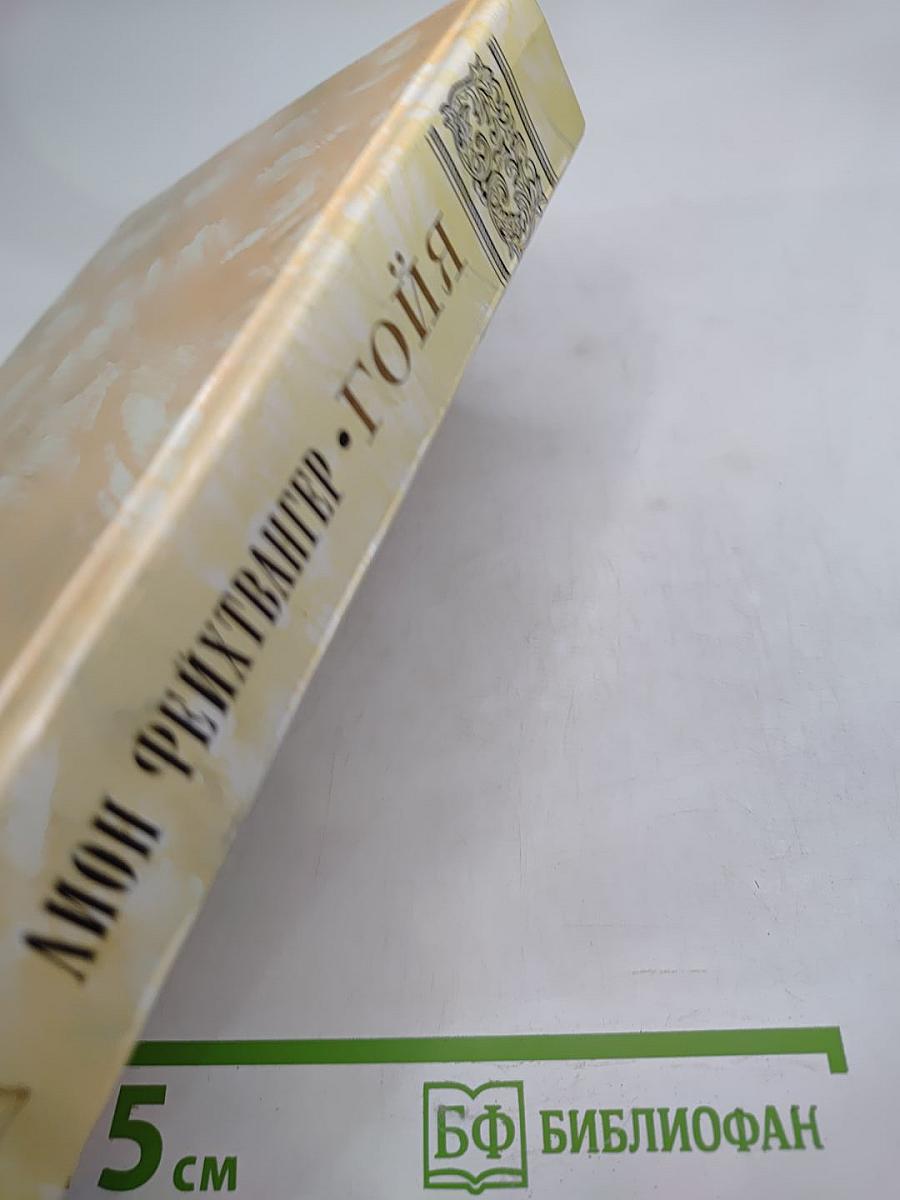 ЛИОН ФЕЙХТВАНГЕР • ГОЙЯ
5 см
БФ БИБЛИОФАН